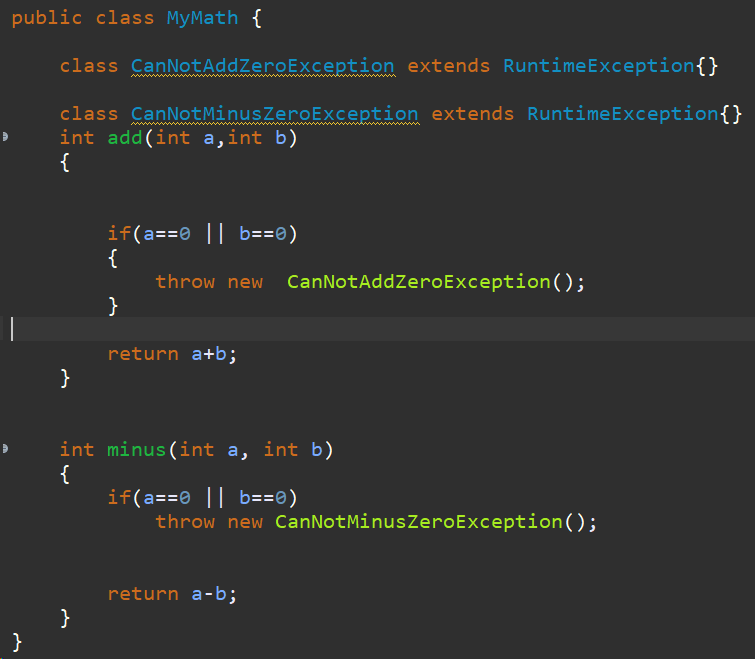 public class MyMath {
class CanNotAddZeroException extends RuntimeException{}
class CanNotMinusZeroException extends RuntimeException{}
int add(int a,int b)
{
if(a==0 || b==0)
{
throw new  CanNotAddZeroException();
}
return a+b;
}
int minus(int a, int b)
{
if(a==0 || b==0)
throw new CanNotMinusZeroException();
return a-b;
}
}